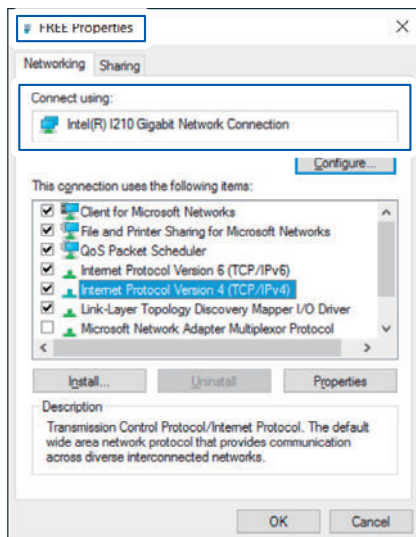 FREE Properties
Networking
Sharing
Connect using:
Intel(R) I210 Gigabit Network Connection
Configure...
This connection uses the following items:
Client for Microsoft Networks
File and Printer Sharing for Microsoft Networks
QoS Packet Scheduler
Internet Protocol Version 6 (TCP/IPv6)
Internet Protocol Version 4 (TCP/IPv4)
Link-Layer Topology Discovery Mapper I/O Driver
Microsoft Network Adapter Multiplexor Protocol
Install...
Uninstall
Properties
Description
Transmission Control Protocol/Internet Protocol. The default
wide area network protocol that provides communication
across diverse interconnected networks.
OK
Cancel